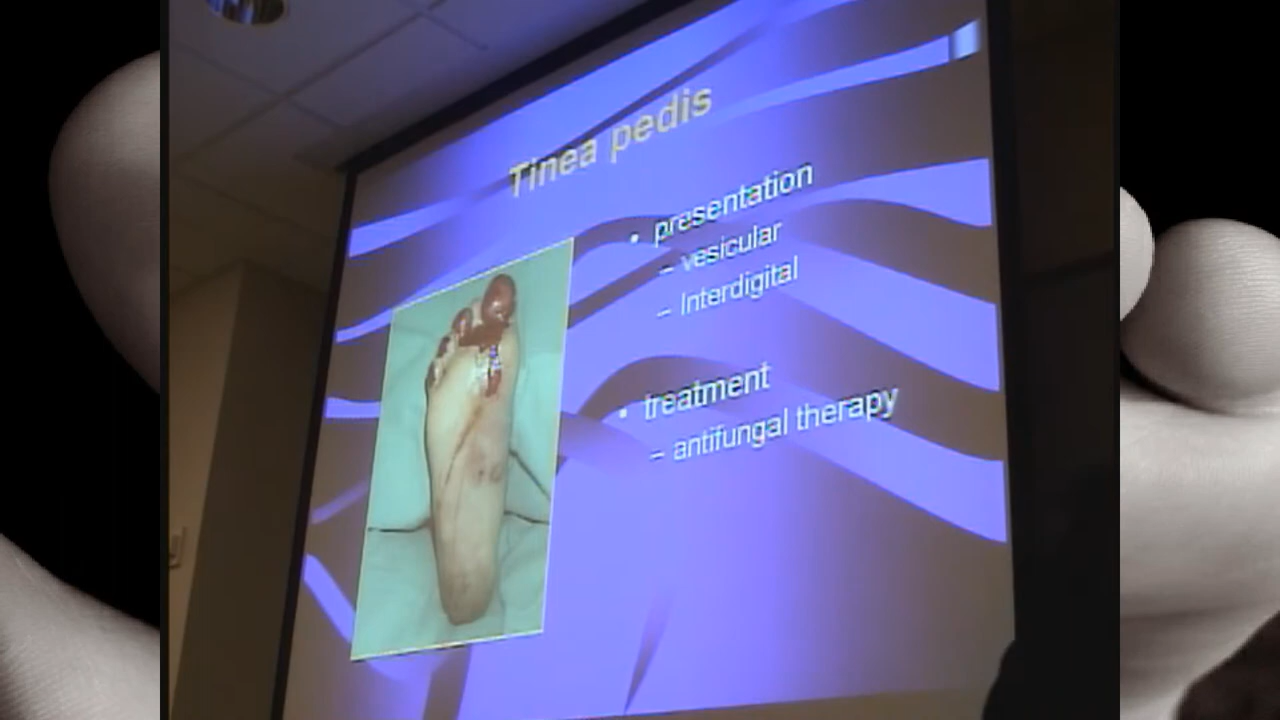 Tinea pedis
• presentation
– vesicular
– Interdigital
• treatment
– antifungal therapy